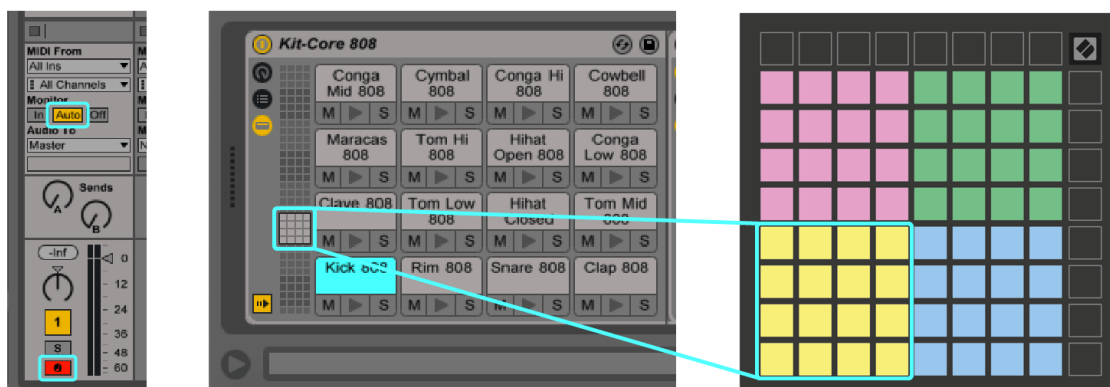 MIDI From
All Ins
All Channels
Monitor
In Auto Off
Audio To
Master
Sends
A
B
-Inf
0
12
24
1
36
S
48
60
Kit-Core 808
Conga
Mid 808
Cymbal
808
Conga Hi
808
Cowbell
808
M S M S M S M S
Maracas
808
Tom Hi
808
Hihat
Open 808
Conga
Low 808
M S M S M S M S
Clave 808
Tom Low
808
Hihat
Closed
Tom Mid
808
M S M S M S M S
Kick 808
Rim 808
Snare 808
Clap 808
M S M S M S M S